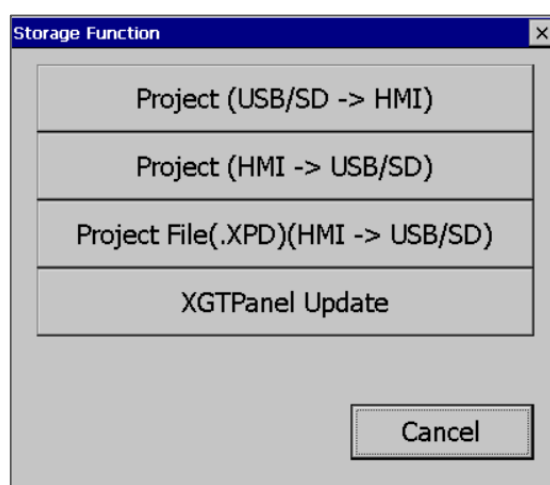 Storage Function
Project (USB/SD -> HMI)
Project (HMI -> USB/SD)
Project File(.XPD)(HMI -> USB/SD)
XGTPanel Update
Cancel